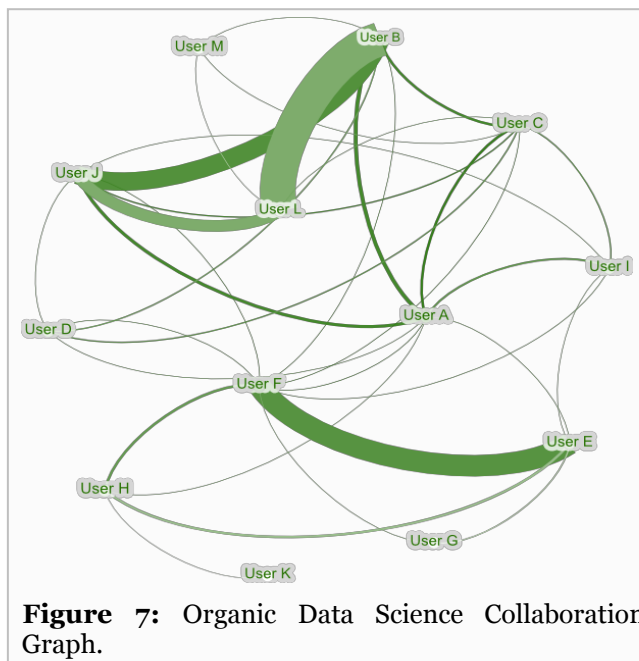 User M
User B
User C
User J
User L
User I
User A
User D
User F
User E
User H
User G
User K
Figure 7: Organic Data Science Collaboration
Graph.